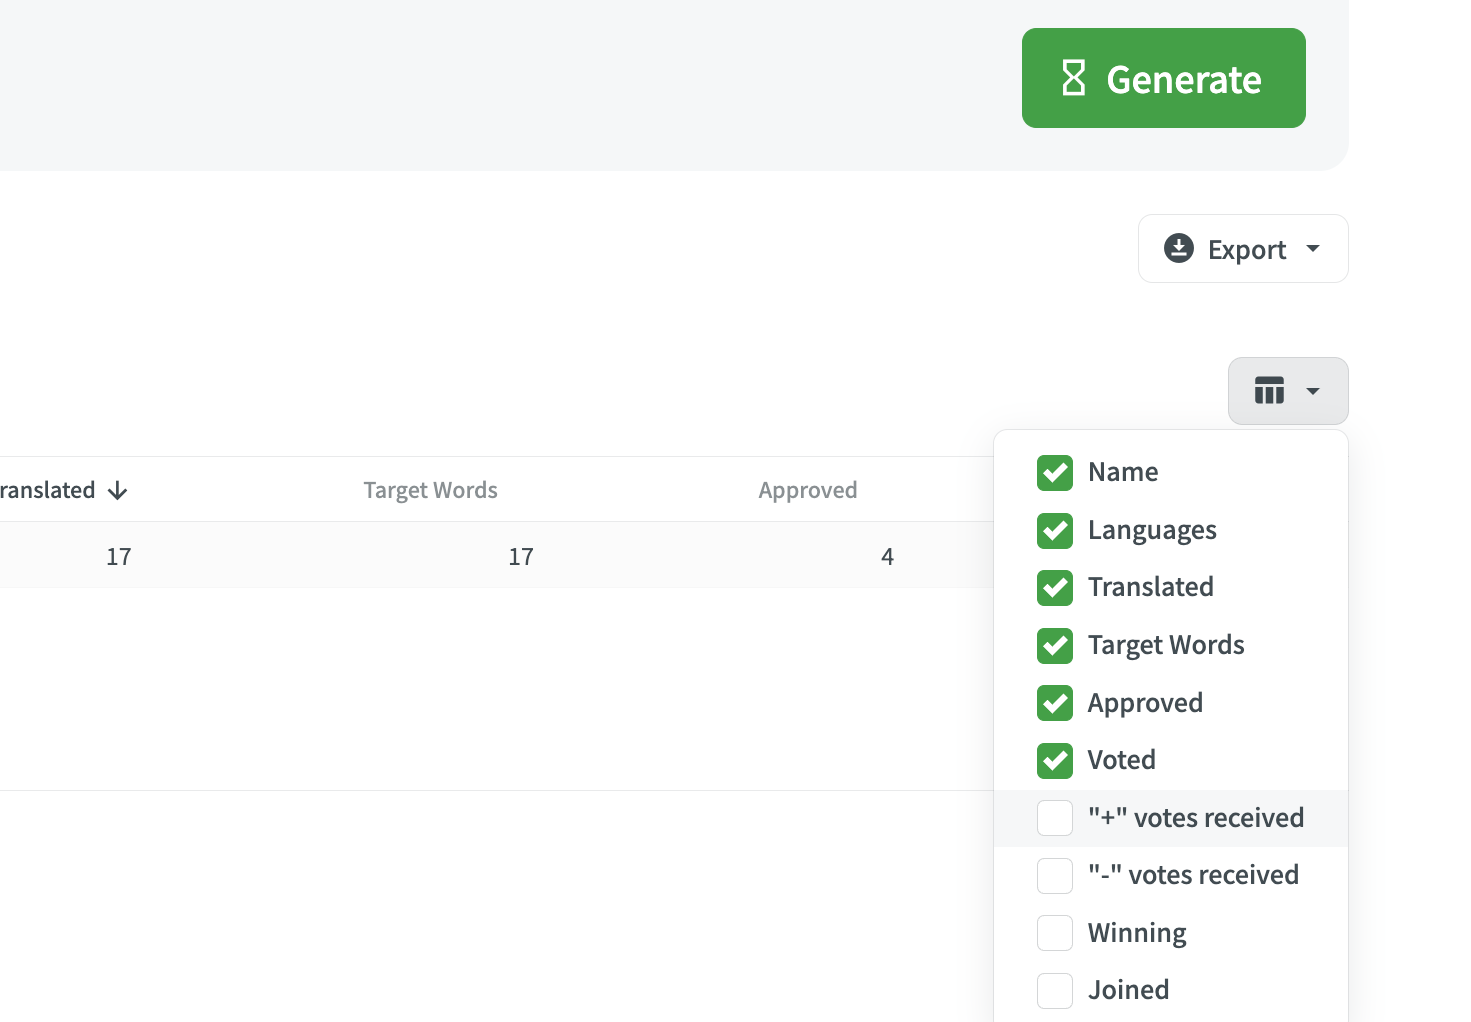 Generate
Export
ranslated
Target Words
Approved
17
17
4
Name
Languages
Translated
Target Words
Approved
Voted
"+" votes received
"-" votes received
Winning
Joined